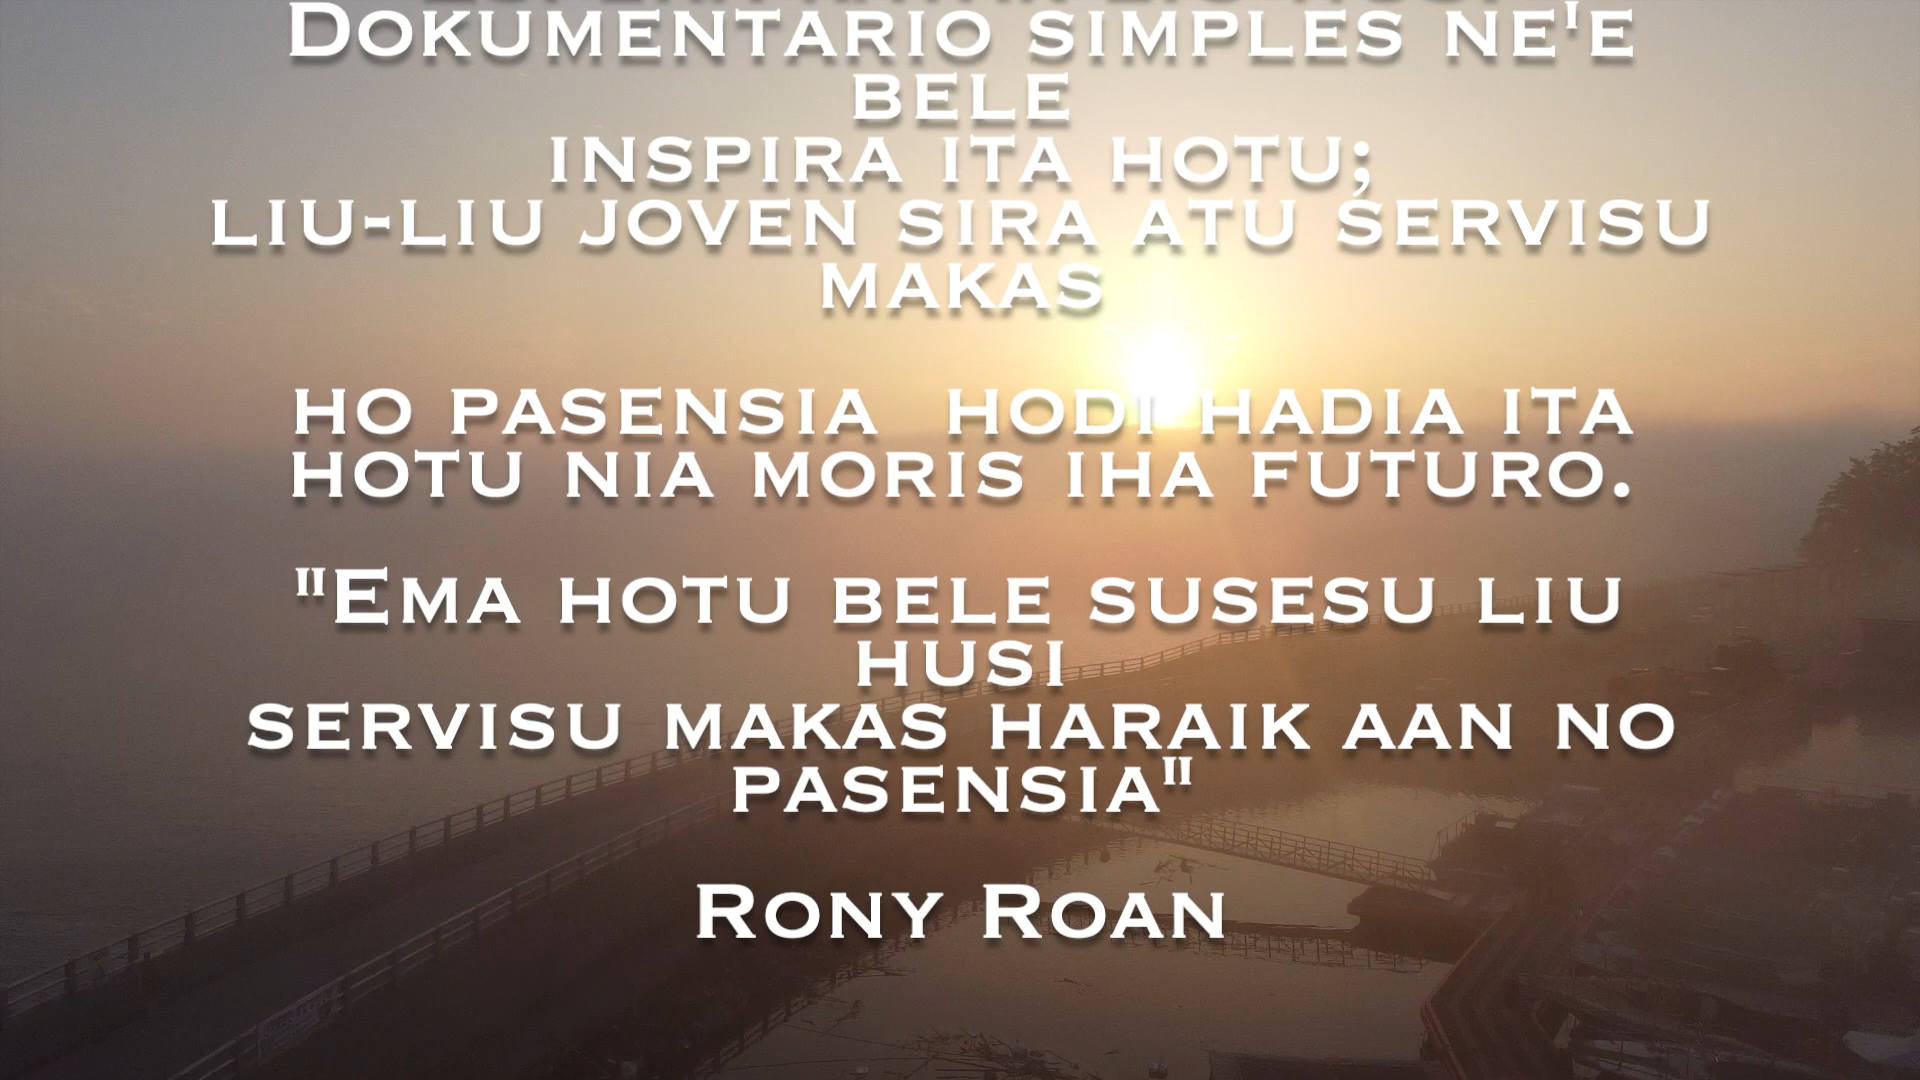 Dokumentario simples ne'e
bele
inspira ita hotu;
liu-liu joven sira atu servisu
makas
ho pasensia hodi hadia ita
hotu nia moris iha futuro.
"Ema hotu bele susesu liu
husi
servisu makas haraik aan no
pasensia"
Rony Roan